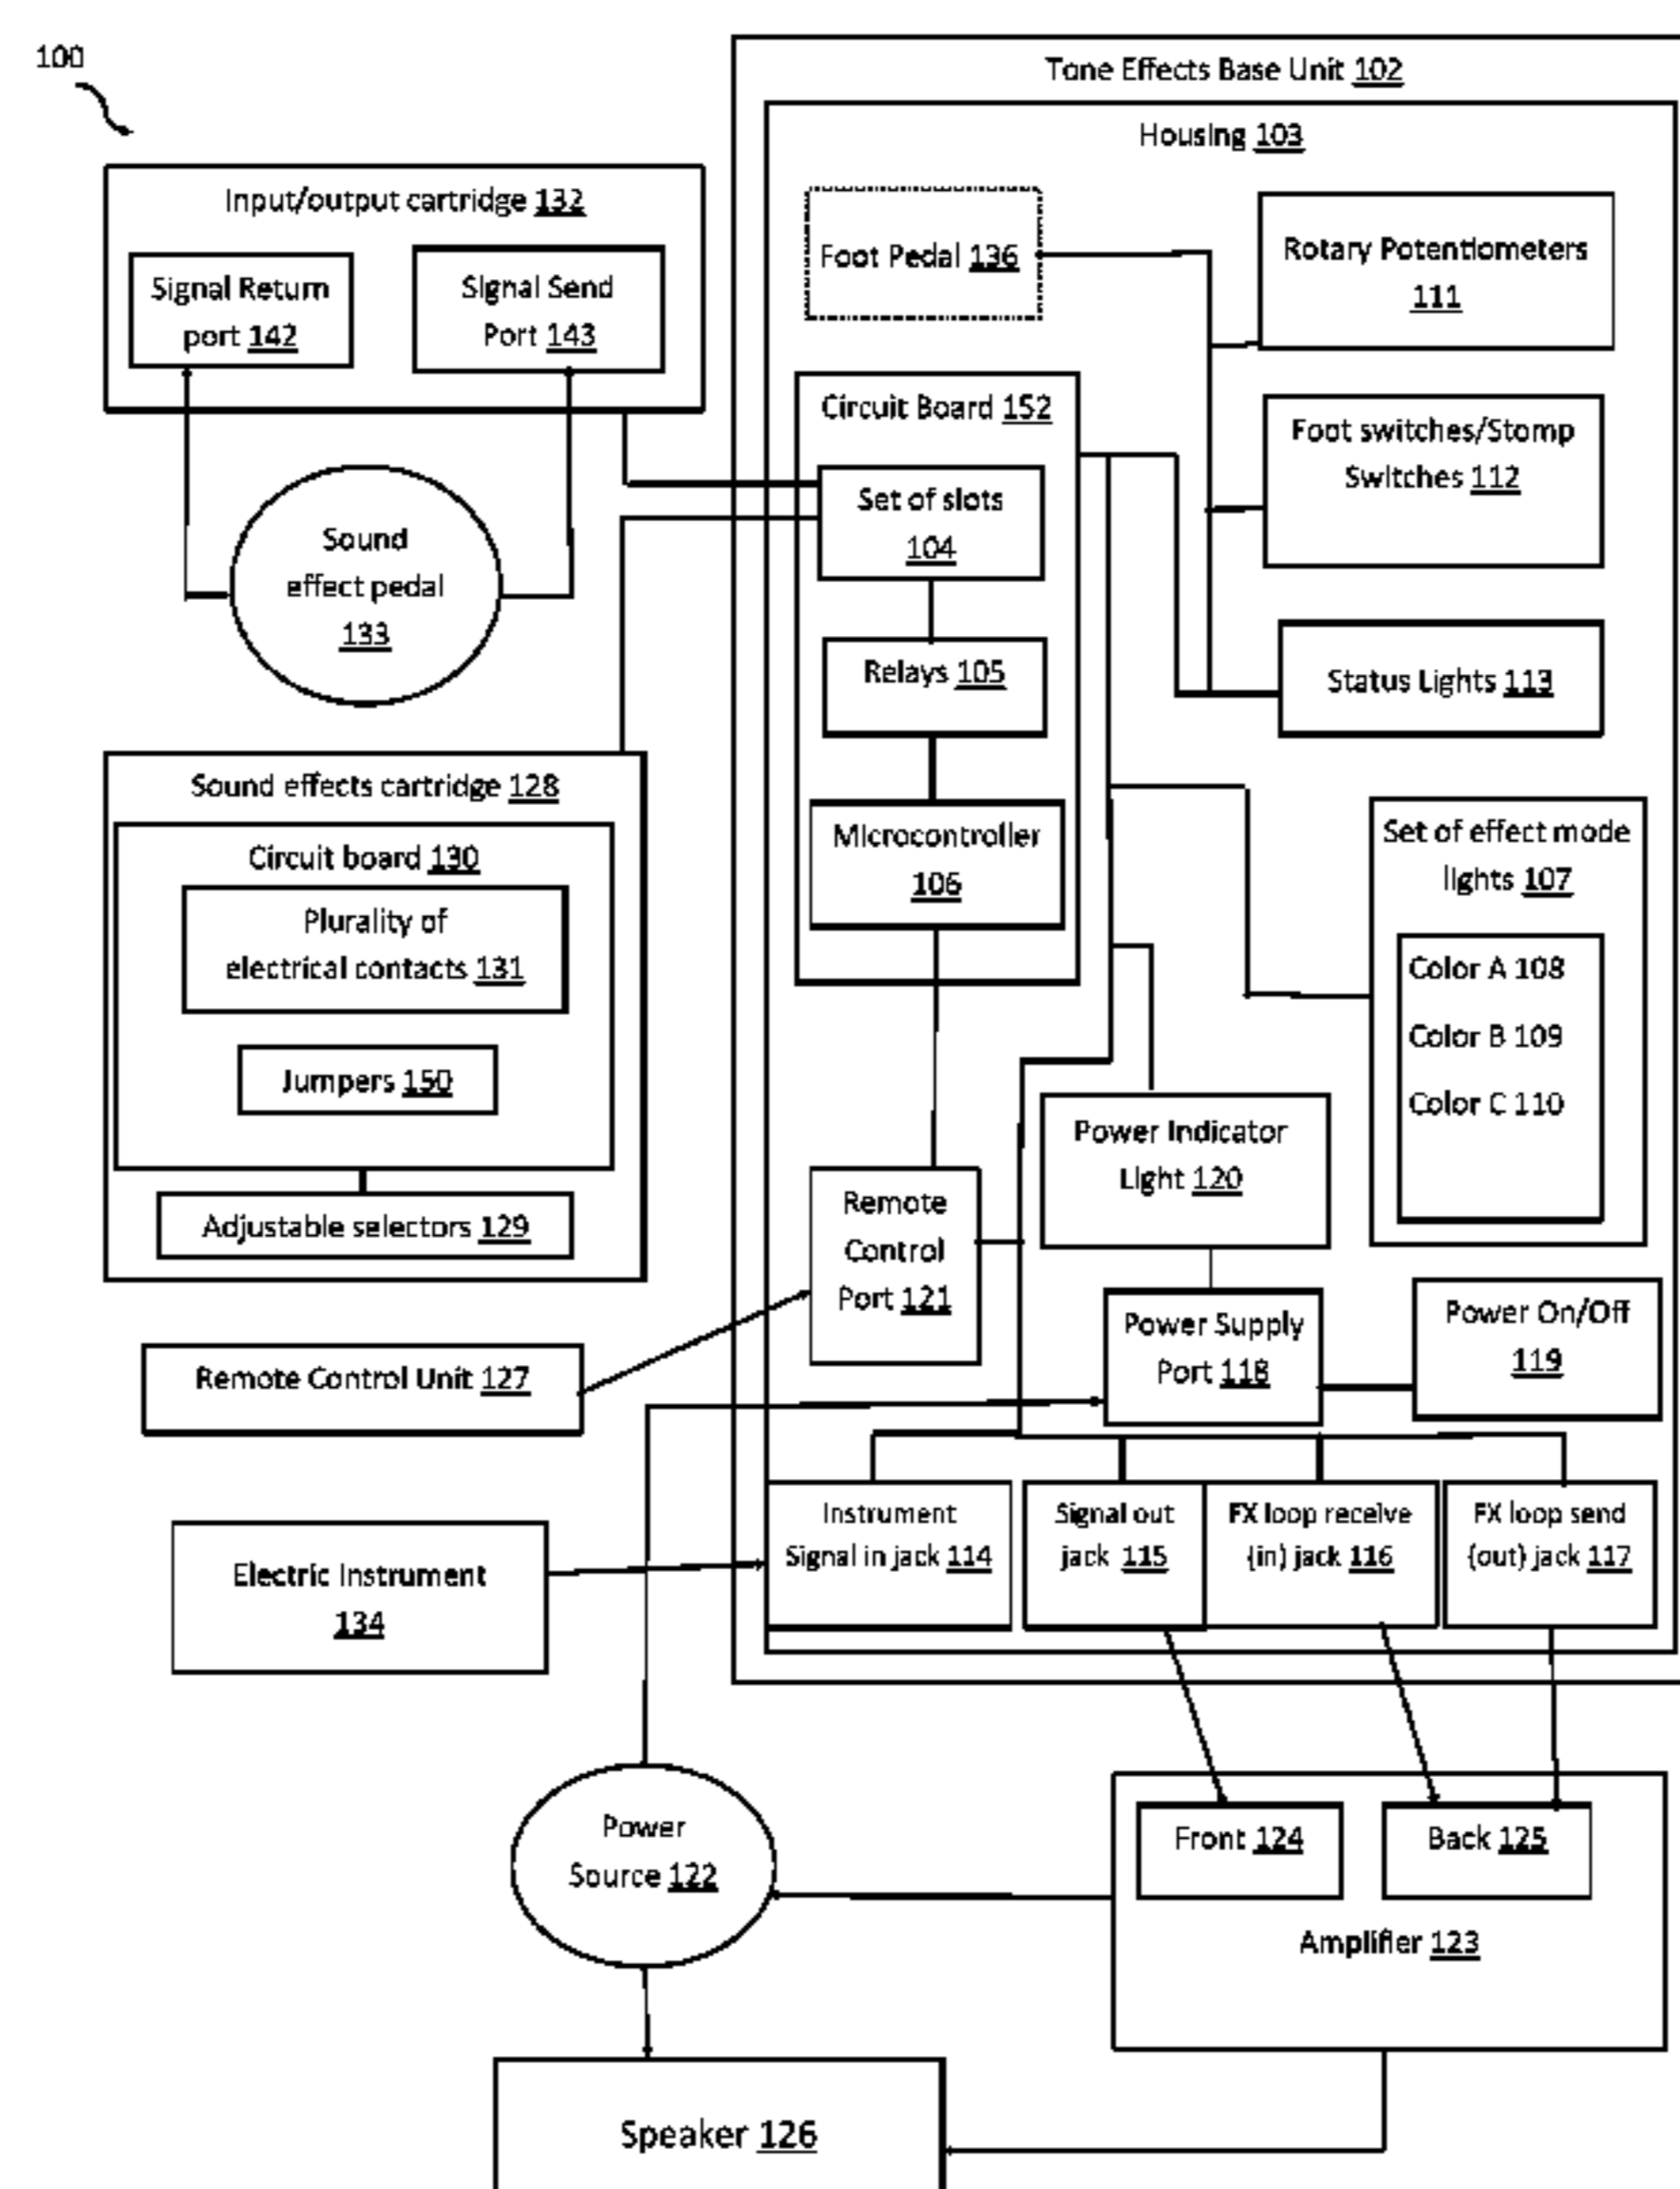 100
Tone Effects Base Unit 102
Housing 103
Input/output cartridge 132
Signal Return
port 142
Signal Send
Port 143
Sound
effect pedal
133
Foot Pedal 136
Rotary Potentiometers
111
Circuit Board 152
Set of slots
104
Relays 105
Microcontroller
106
Foot switches/Stomp
Switches 112
Status Lights 113
Sound effects cartridge 128
Circuit board 130
Plurality of
electrical contacts 131
Jumpers 150
Adjustable selectors 129
Set of effect mode
lights 107
Color A 108
Color B 109
Color C 110
Power Indicator
Light 120
Remote
Control
Port 121
Power Supply
Port 118
Power On/Off
119
Remote Control Unit 127
Instrument
Signal in jack 114
Signal out
jack 115
FX loop receive
(in) jack 116
FX loop send
(out) jack 117
Electric Instrument
134
Power
Source 122
Front 124
Back 125
Amplifier 123
Speaker 126